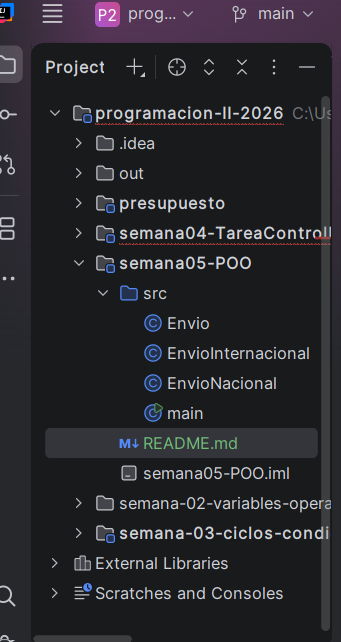 P2 prog... main
Project
programacion-II-2026 C:\Us
.idea
out
presupuesto
semana04-TareaControll
semana05-POO
src
Envio
EnvioInternacional
EnvioNacional
main
M↓ README.md
semana05-POO.iml
semana-02-variables-opera
semana-03-ciclos-condi
External Libraries
Scratches and Consoles